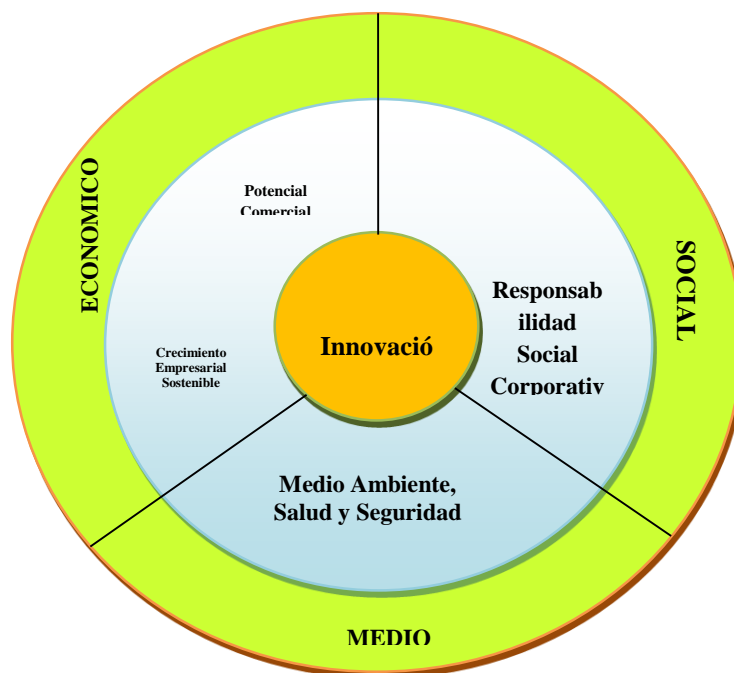 ECONOMICO
Potencial
Comercial
SOCIAL
Responsab
ilidad
Social
Corporativ
Innovació
Crecimiento
Empresarial
Sostenible
Medio Ambiente,
Salud y Seguridad
MEDIO